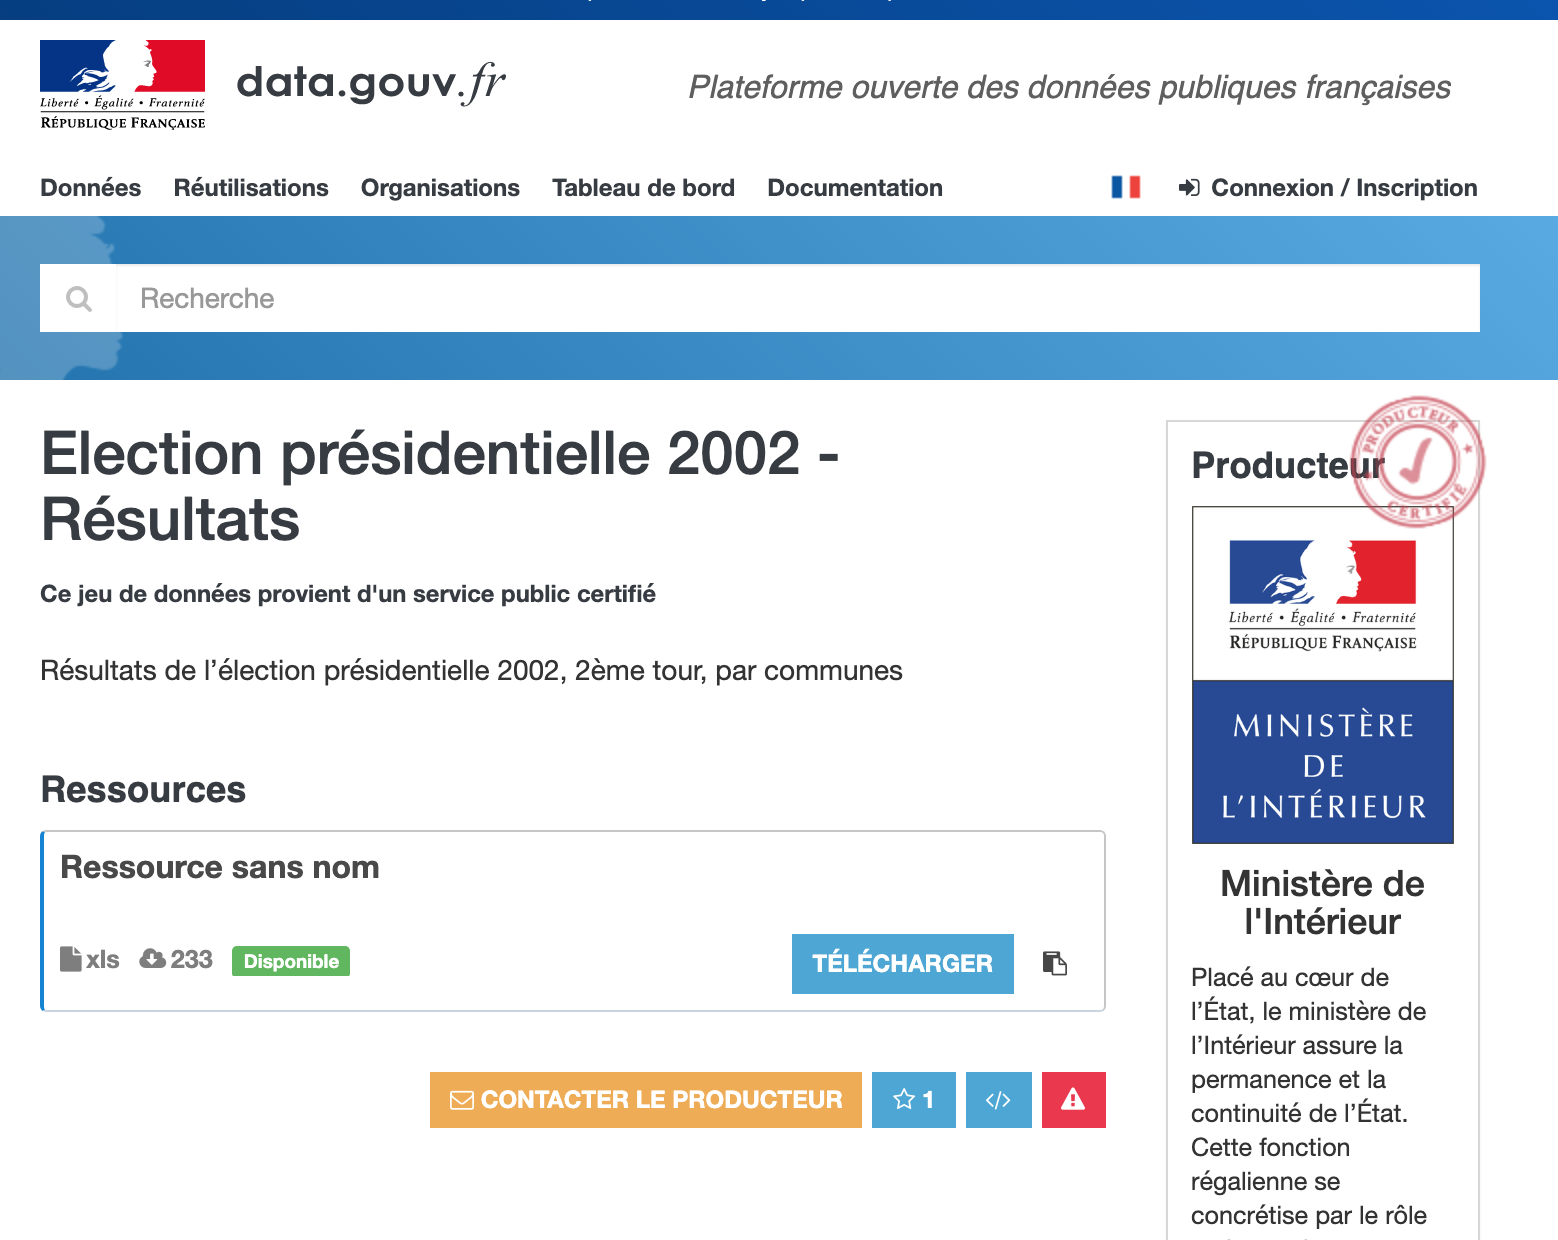 Liberté • Égalité • Fraternité
RÉPUBLIQUE FRANÇAISE
data.gouv.fr
Plateforme ouverte des données publiques françaises
Données Réutilisations Organisations Tableau de bord Documentation
Connexion / Inscription
Recherche
Election présidentielle 2002 -
Résultats
Ce jeu de données provient d'un service public certifié
Résultats de l’élection présidentielle 2002, 2ème tour, par communes
Ressources
Ressource sans nom
xls 233 Disponible
TÉLÉCHARGER
CONTACTER LE PRODUCTEUR
1
</>
Producteur
PRODUCTEUR
CERTIFIÉ
Liberté • Égalité • Fraternité
RÉPUBLIQUE FRANÇAISE
MINISTÈRE
DE
L’INTÉRIEUR
Ministère de
l'Intérieur
Placé au cœur de
l’État, le ministère de
l’Intérieur assure la
permanence et la
continuité de l’État.
Cette fonction
régalienne se
concrétise par le rôle